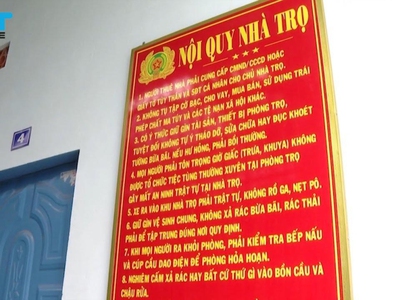 NỘI QUY NHÀ TRỌ
1. NGƯỜI THUÊ NHÀ PHẢI CUNG CẤP CMND/CCCD HOẶC
GIẤY TỜ TÙY THÂN VÀ SĐT CÁ NHÂN CHO CHỦ NHÀ TRỌ.
2. KHÔNG TỤ TẬP CỜ BẠC, CHO VAY, MUA BÁN, SỬ DỤNG TRÁI
PHÉP CHẤT MA TÚY VÀ CÁC TỆ NẠN XÃ HỘI KHÁC.
3. CÓ Ý THỨC GIỮ GÌN TÀI SẢN, THIẾT BỊ PHÒNG TRỌ,
TUYỆT ĐỐI KHÔNG TỰ Ý THÁO DỠ, SỬA CHỮA HAY ĐỤC KHOÉT
TƯỜNG BỪA BÃI, NẾU HƯ HỎNG, PHẢI BỒI THƯỜNG.
4. MỌI NGƯỜI PHẢI TÔN TRỌNG GIỜ GIẤC (TRƯA, KHUYA) KHÔNG
ĐƯỢC TỔ CHỨC TIỆC TÙNG THƯỜNG XUYÊN TẠI PHÒNG TRỌ
GÂY MẤT AN NINH TRẬT TỰ TẠI NHÀ TRỌ.
5. XE RA VÀO KHU NHÀ TRỌ PHẢI TRẬT TỰ, KHÔNG RỒ GA, NẸT PÔ.
6. GIỮ GÌN VỆ SINH CHUNG, KHÔNG XẢ RÁC BỪA BÃI, RÁC THẢI
PHẢI ĐỂ TẬP TRUNG ĐÚNG NƠI QUY ĐỊNH.
7. KHI MỌI NGƯỜI RA KHỎI PHÒNG, PHẢI KIỂM TRA BẾP NẤU
VÀ CÚP CẦU DAO ĐIỆN ĐỂ PHÒNG HỎA HOẠN.
8. NGHIÊM CẤM XẢ RÁC HAY BẤT CỨ THỨ GÌ VÀO BỒN CẦU VÀ
CHẬU RỬA.
4